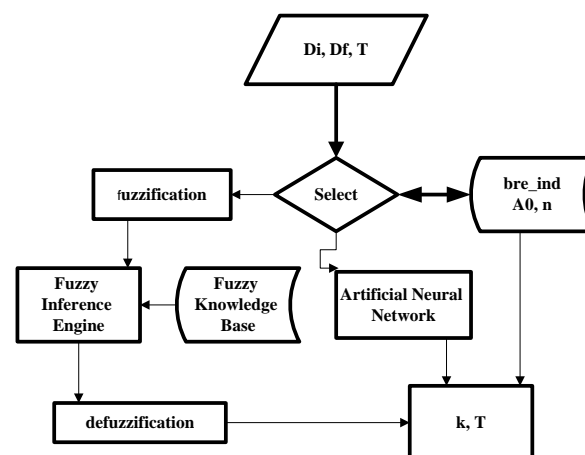 Di, Df, T
fuzzification
Select
bre_ind
A0, n
Fuzzy
Inference
Engine
Fuzzy
Knowledge
Base
Artificial Neural
Network
defuzzification
k, T